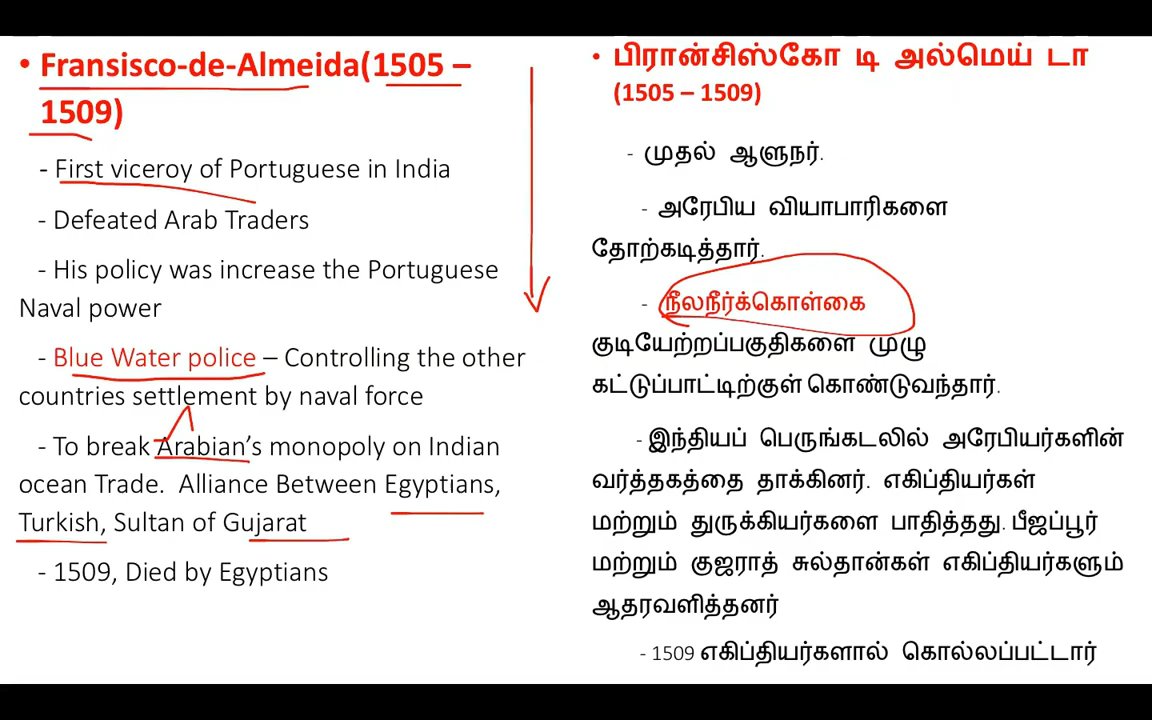 • Fransisco-de-Almeida(1505 –
1509)
- First viceroy of Portuguese in India
- Defeated Arab Traders
- His policy was increase the Portuguese
Naval power
- Blue Water police – Controlling the other
countries settlement by naval force
- To break Arabian's monopoly on Indian
ocean Trade. Alliance Between Egyptians,
Turkish, Sultan of Gujarat
- 1509, Died by Egyptians
• பிரான்சிஸ்கோ டி அல்மெய் டா
(1505 – 1509)
- முதல் ஆளுநர்.
- அரேபிய வியாபாரிகளை
தோற்கடித்தார்.
- நீலநீர்க்கொள்கை
குடியேற்றப்பகுதிகளை முழு
கட்டுப்பாட்டிற்குள் கொண்டுவந்தார்.
- இந்தியப் பெருங்கடலில் அரேபியர்களின்
வர்த்தகத்தை தாக்கினர். எகிப்தியர்கள்
மற்றும் துருக்கியர்களை பாதித்தது. பீஜப்பூர்
மற்றும் குஜராத் சுல்தான்கள் எகிப்தியர்களும்
ஆதரவளித்தனர்
- 1509 எகிப்தியர்களால் கொல்லப்பட்டார்